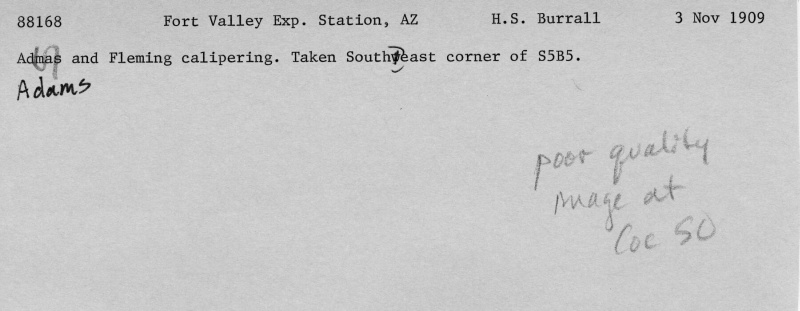 88168 Fort Valley Exp. Station, AZ H.S. Burrall 3 Nov 1909
Admas and Fleming calipering. Taken Southeast corner of S5B5.
Adams
poor quality
image at
Coc SO